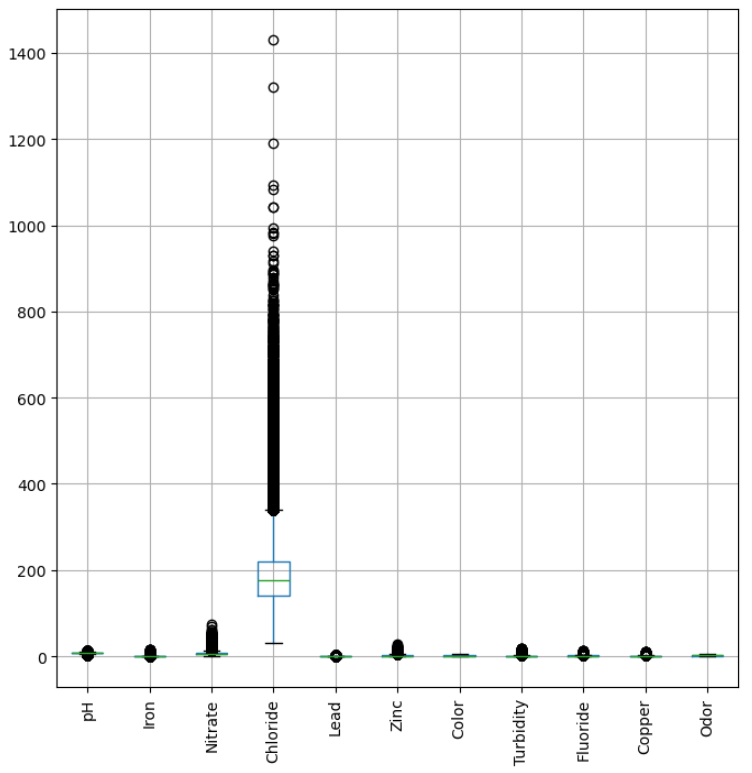 1400
1200
1000
800
600
400
200
0
pH
Iron
Nitrate
Chloride
Lead
Zinc
Color
Turbidity
Fluoride
Copper
Odor